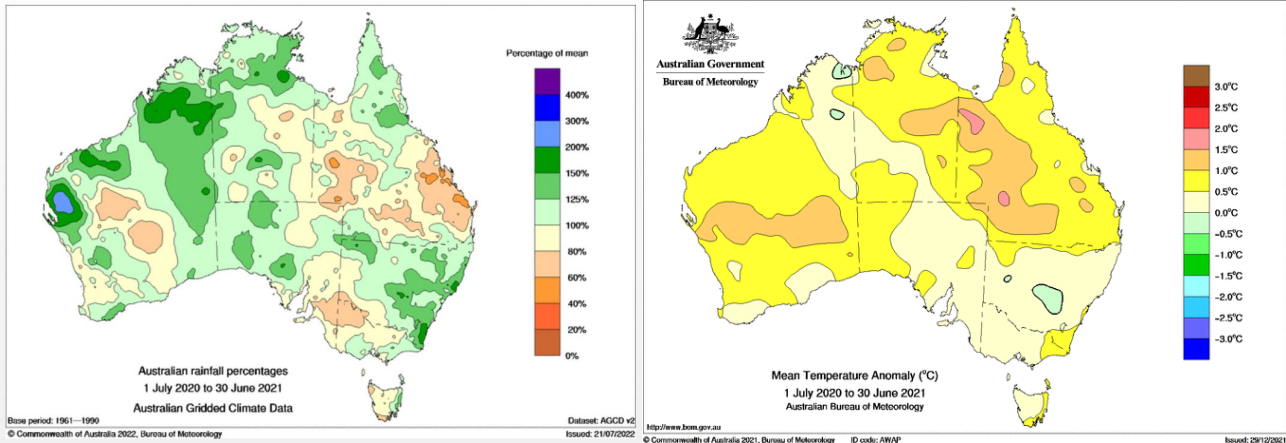 Percentage of mean
400%
300%
200%
150%
125%
100%
80%
60%
40%
20%
0%
Australian rainfall percentages
1 July 2020 to 30 June 2021
Australian Gridded Climate Data
Base period: 1961—1990
Dataset: AGCD v2
© Commonwealth of Australia 2022, Bureau of Meteorology
Issued: 21/07/2022
Australian Government
Bureau of Meteorology
3.0°C
2.5°C
2.0°C
1.5°C
1.0°C
0.5°C
0.0°C
-0.5°C
-1.0°C
-1.5°C
-2.0°C
-2.5°C
-3.0°C
Mean Temperature Anomaly (°C)
1 July 2020 to 30 June 2021
Australian Bureau of Meteorology
http://www.bom.gov.au
© Commonwealth of Australia 2021, Bureau of Meteorology
ID code: AWAP
Issued: 29/12/202